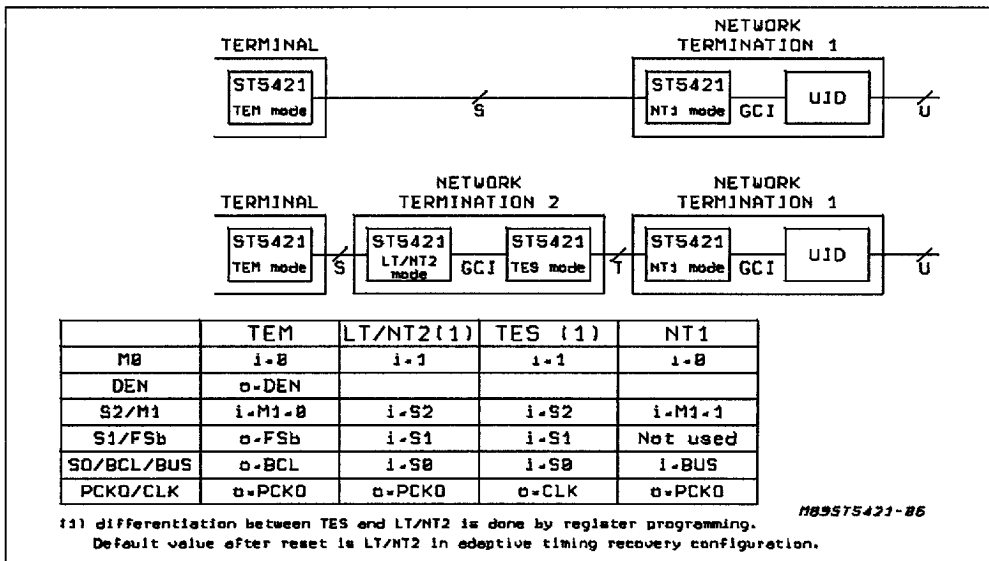 NETWORK
TERMINAL TERMINATION 1
ST5421 ST5421 UID
TEM mode NT1 mode GCI
S U
NETWORK NETWORK
TERMINAL TERMINATION 2 TERMINATION 1
ST5421 ST5421 ST5421 ST5421 UID
TEM mode S LT/NT2 mode GCI TES mode T NT1 mode GCI U
TEM LT/NT2(1) TES (1) NT1
M0 i=0 i=1 i=1 i=0
DEN o=DEN
S2/M1 i=M1=0 i=S2 i=S2 i=M1=1
S1/FSb o=FSb i=S1 i=S1 Not used
S0/BCL/BUS o=BCL i=S0 i=S0 i=BUS
PCK0/CLK o=PCK0 o=PCK0 o=CLK o=PCK0
(1) differentiation between TES and LT/NT2 is done by register programming.
Default value after reset is LT/NT2 in adaptive timing recovery configuration.
M89ST5421-06